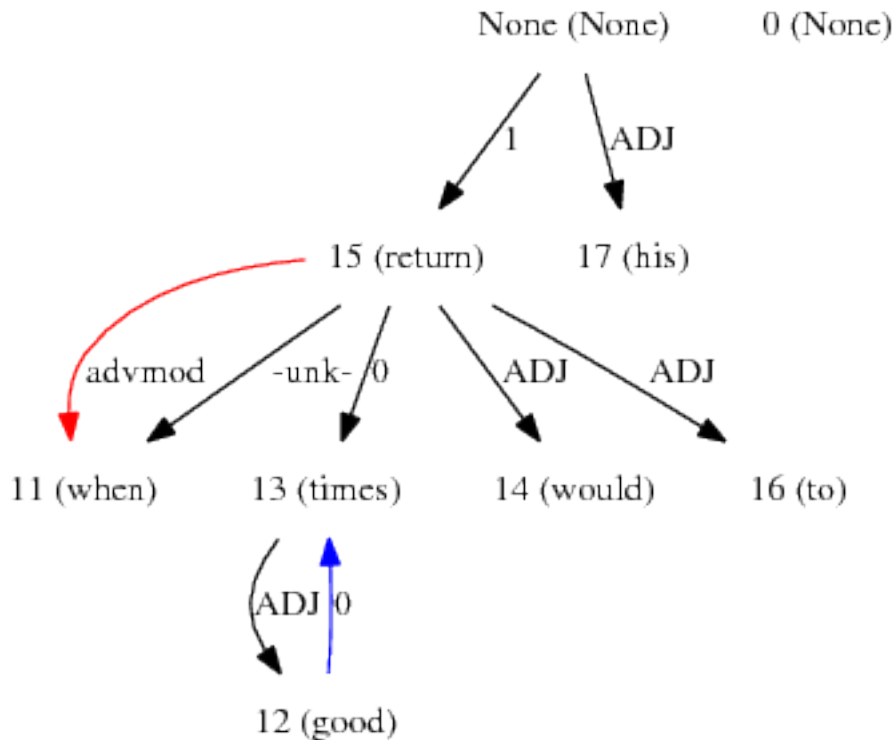 None (None) 0 (None)
1 ADJ
15 (return) 17 (his)
advmod -unk- 0 ADJ ADJ
11 (when) 13 (times) 14 (would) 16 (to)
ADJ 0
12 (good)